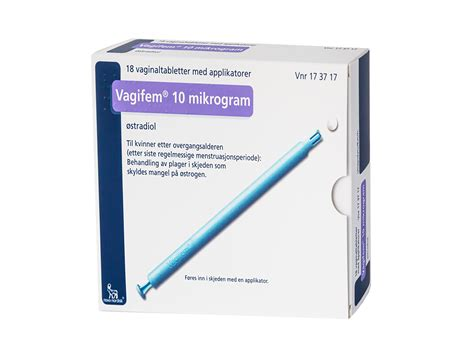 18 vaginaltabletter med applikatorer
Vnr 17 37 17
Vagifem® 10 mikrogram
østradiol
Til kvinner etter overgangsalderen
(etter siste regelmessige menstruasjonsperiode):
Behandling av plager i skjeden som
skyldes mangel på østrogen.
Føres inn i skjeden med en applikator.
novo nordisk